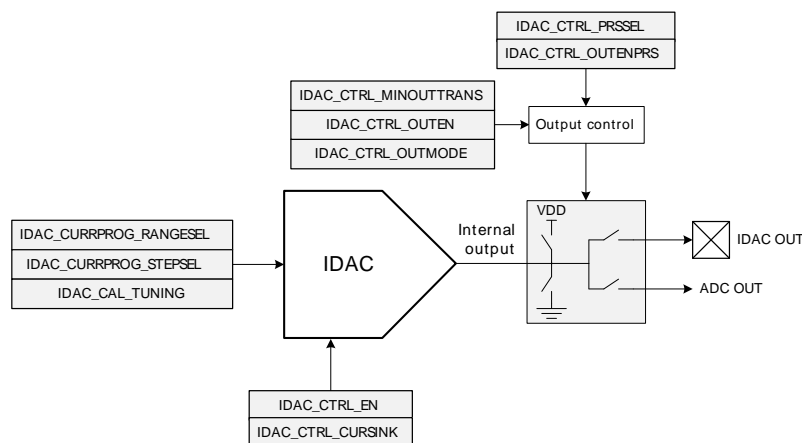 IDAC_CTRL_PRSSEL
IDAC_CTRL_OUTENPRS
IDAC_CTRL_MINOUTTRANS
IDAC_CTRL_OUTEN
IDAC_CTRL_OUTMODE
Output control
VDD
Internal
output
IDAC OUT
ADC OUT
IDAC_CURRPROG_RANGESEL
IDAC_CURRPROG_STEPSEL
IDAC_CAL_TUNING
IDAC
IDAC_CTRL_EN
IDAC_CTRL_CURSINK